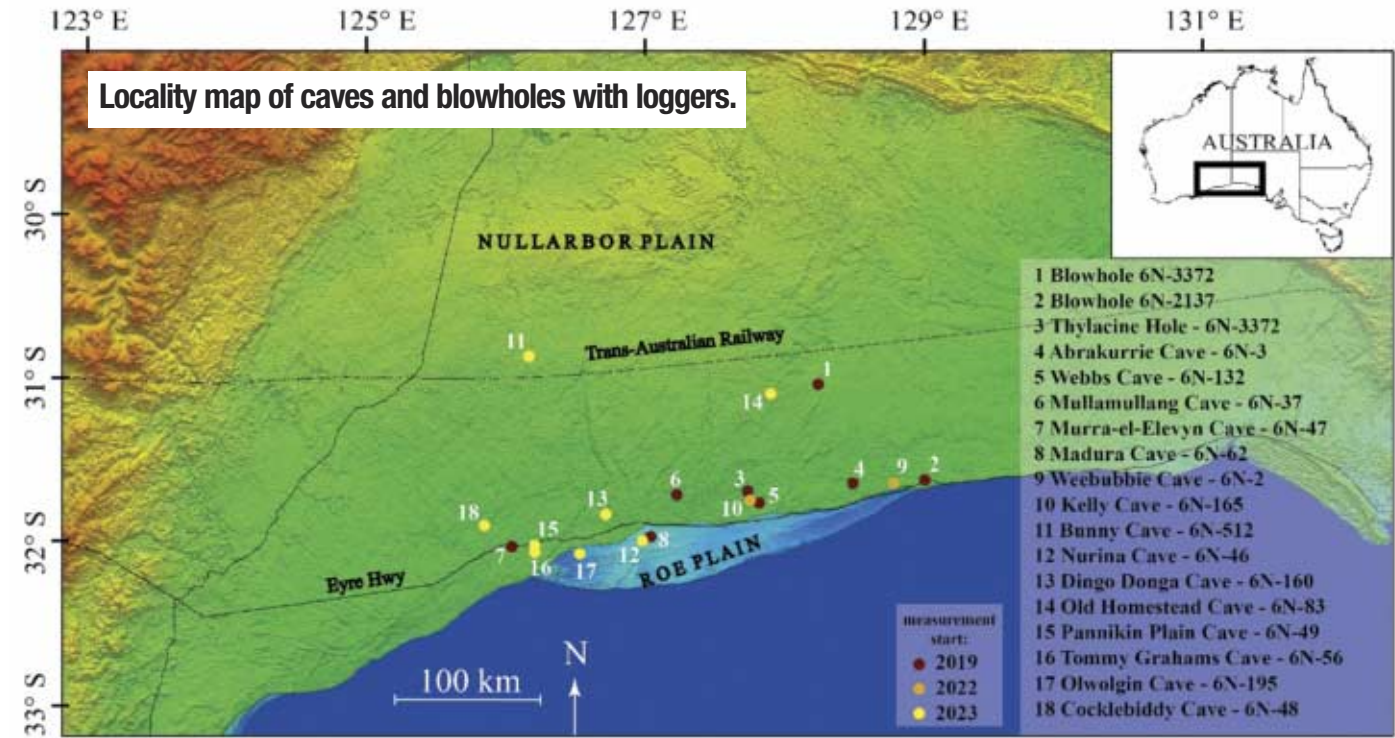 123° E 125° E 127° E 129° E 131° E
Locality map of caves and blowholes with loggers.
AUSTRALIA
30° S
31° S
32° S
33° S
NULLARBOR PLAIN
Trans-Australian Railway
11
1
14
6
3
10
5
4
9
2
13
18
15
7
16
17
12
8
ROE PLAIN
Eyre Hwy
100 km
N
measurement
start:
2019
2022
2023
1 Blowhole 6N-3372
2 Blowhole 6N-2137
3 Thylacine Hole - 6N-3372
4 Abrakurrie Cave - 6N-3
5 Webbs Cave - 6N-132
6 Mullamullang Cave - 6N-37
7 Murra-el-Elevyn Cave - 6N-47
8 Madura Cave - 6N-62
9 Weebubbie Cave - 6N-2
10 Kelly Cave - 6N-165
11 Bunny Cave - 6N-512
12 Nurina Cave - 6N-46
13 Dingo Donga Cave - 6N-160
14 Old Homestead Cave - 6N-83
15 Pannikin Plain Cave - 6N-49
16 Tommy Grahams Cave - 6N-56
17 Olwolgin Cave - 6N-195
18 Cocklebiddy Cave - 6N-48